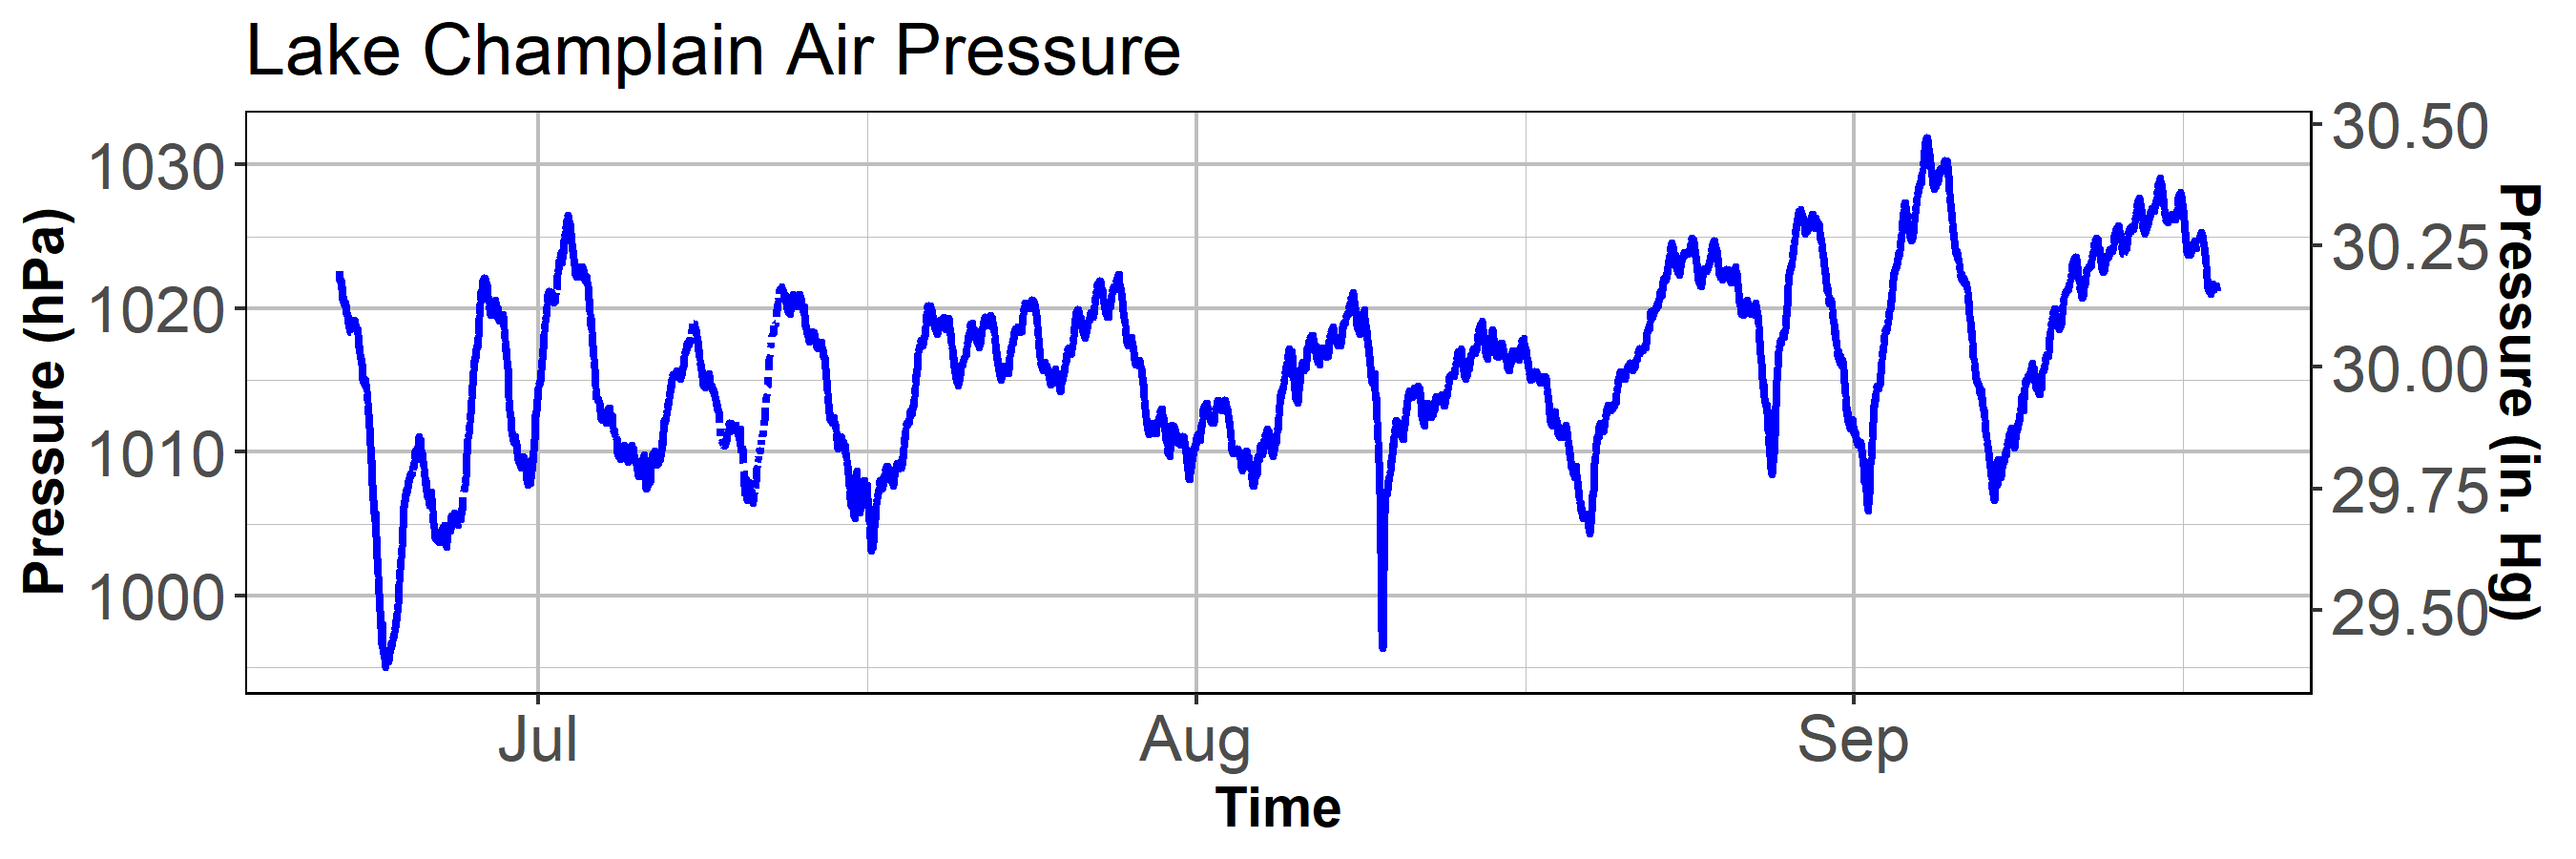 Lake Champlain Air Pressure
Pressure (hPa)
1030
1020
1010
1000
30.50
30.25
30.00
29.75
29.50
Pressure (in. Hg)
Jul
Aug
Sep
Time